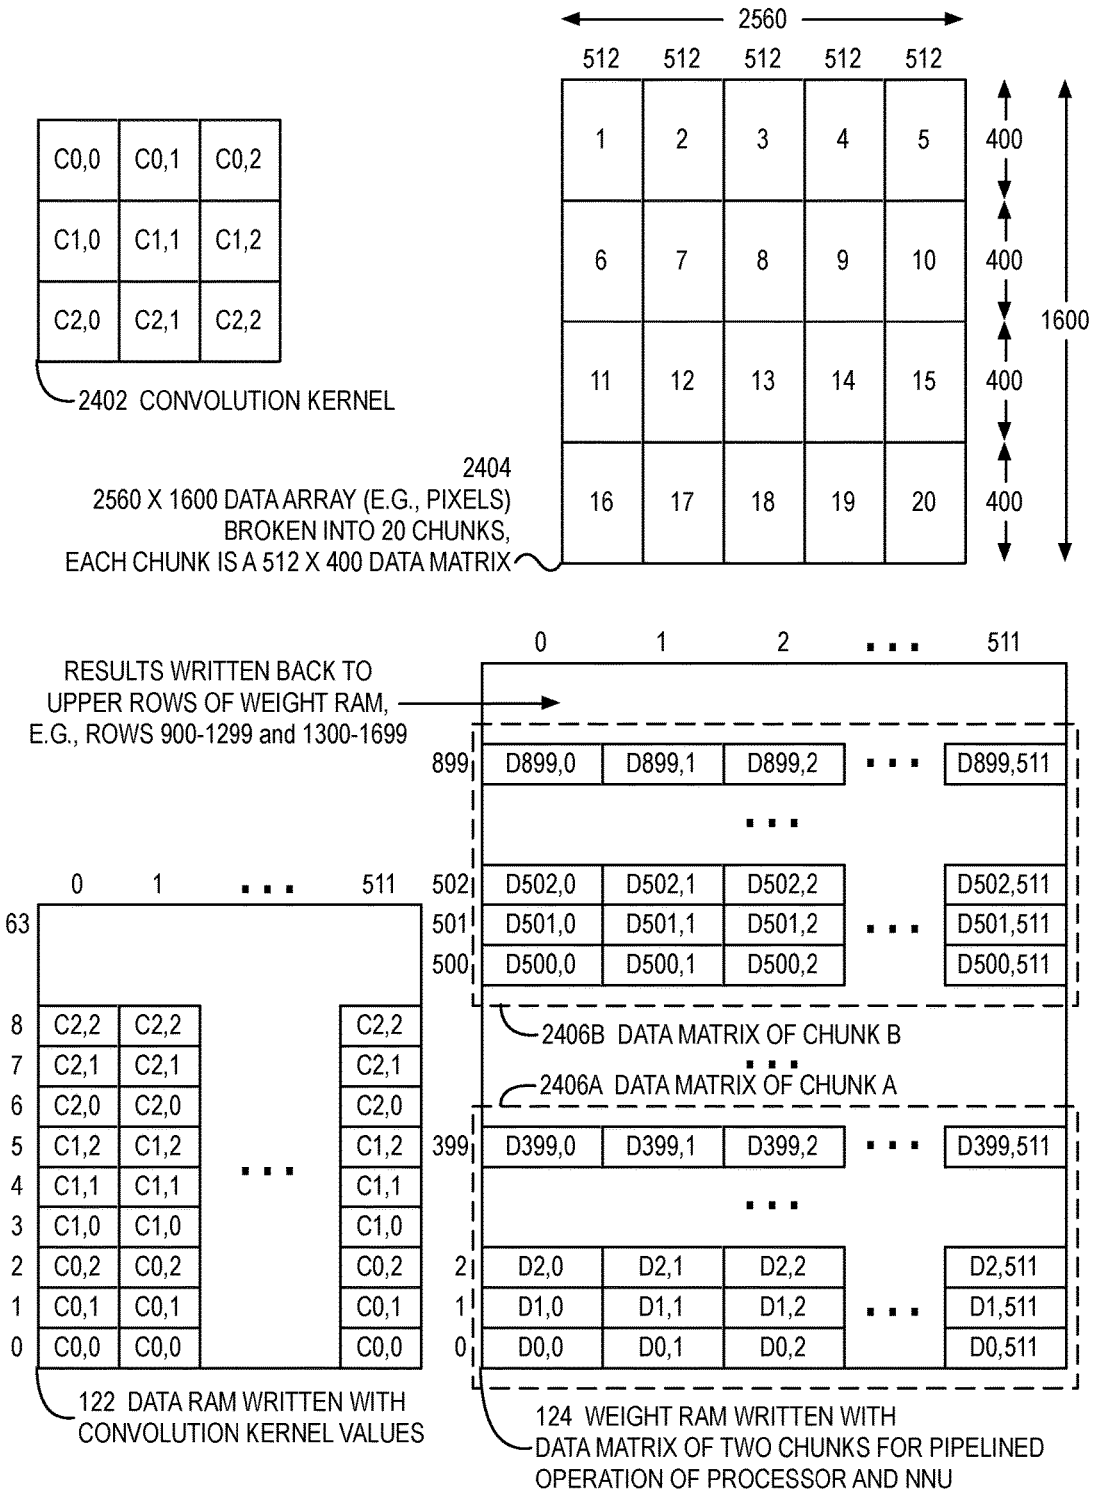 2560
512 512 512 512 512
1 2 3 4 5 400
C0,0 C0,1 C0,2
C1,0 C1,1 C1,2
C2,0 C2,1 C2,2
2402 CONVOLUTION KERNEL
6 7 8 9 10 400
1600
11 12 13 14 15 400
16 17 18 19 20 400
2404
2560 X 1600 DATA ARRAY (E.G., PIXELS)
BROKEN INTO 20 CHUNKS,
EACH CHUNK IS A 512 X 400 DATA MATRIX
0 1 2 ... 511
RESULTS WRITTEN BACK TO
UPPER ROWS OF WEIGHT RAM,
E.G., ROWS 900-1299 and 1300-1699
899 D899,0 D899,1 D899,2 ... D899,511
...
502 D502,0 D502,1 D502,2 D502,511
501 D501,0 D501,1 D501,2 ... D501,511
500 D500,0 D500,1 D500,2 D500,511
2406B DATA MATRIX OF CHUNK B
...
2406A DATA MATRIX OF CHUNK A
399 D399,0 D399,1 D399,2 ... D399,511
...
2 D2,0 D2,1 D2,2 D2,511
1 D1,0 D1,1 D1,2 ... D1,511
0 D0,0 D0,1 D0,2 D0,511
124 WEIGHT RAM WRITTEN WITH
DATA MATRIX OF TWO CHUNKS FOR PIPELINED
OPERATION OF PROCESSOR AND NNU
0 1 ... 511
63
8 C2,2 C2,2 C2,2
7 C2,1 C2,1 C2,1
6 C2,0 C2,0 C2,0
5 C1,2 C1,2 ... C1,2
4 C1,1 C1,1 C1,1
3 C1,0 C1,0 C1,0
2 C0,2 C0,2 C0,2
1 C0,1 C0,1 C0,1
0 C0,0 C0,0 C0,0
122 DATA RAM WRITTEN WITH
CONVOLUTION KERNEL VALUES